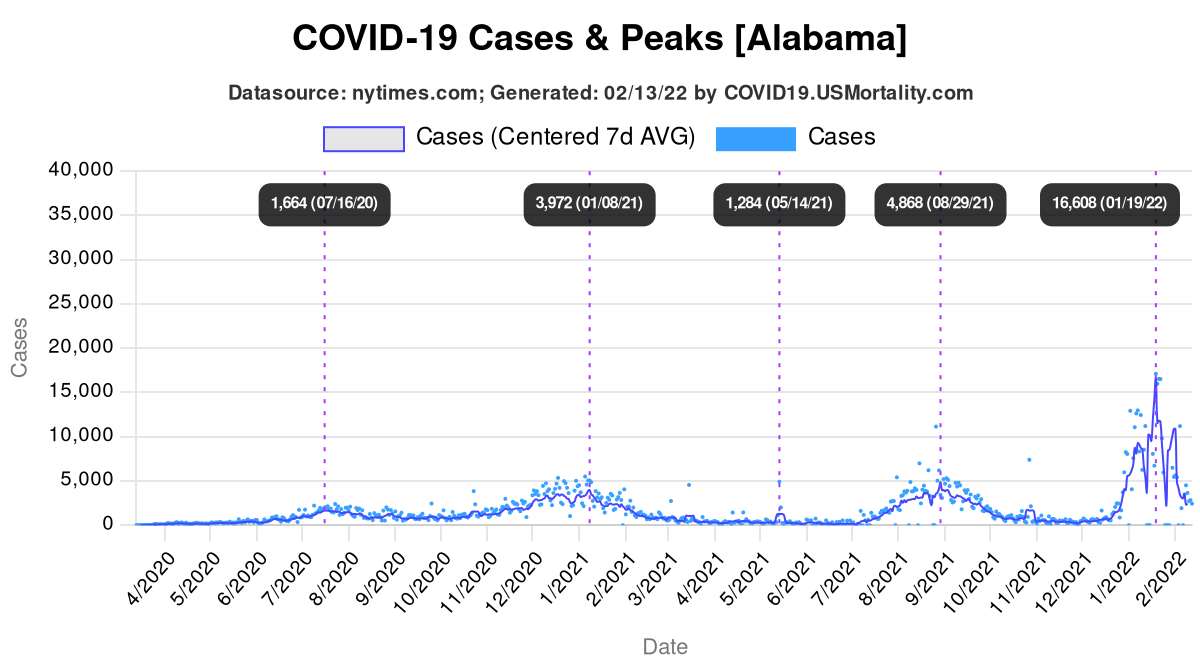 COVID-19 Cases & Peaks [Alabama]
Datasource: nytimes.com; Generated: 02/13/22 by COVID19.USMortality.com
Cases (Centered 7d AVG) Cases
40,000
1,664 (07/16/20) 3,972 (01/08/21) 1,284 (05/14/21) 4,868 (08/29/21) 16,608 (01/19/22)
35,000
30,000
25,000
20,000
15,000
10,000
5,000
0
Cases
4/2020 5/2020 6/2020 7/2020 8/2020 9/2020 10/2020 11/2020 12/2020 1/2021 2/2021 3/2021 4/2021 5/2021 6/2021 7/2021 8/2021 9/2021 10/2021 11/2021 12/2021 1/2022 2/2022
Date